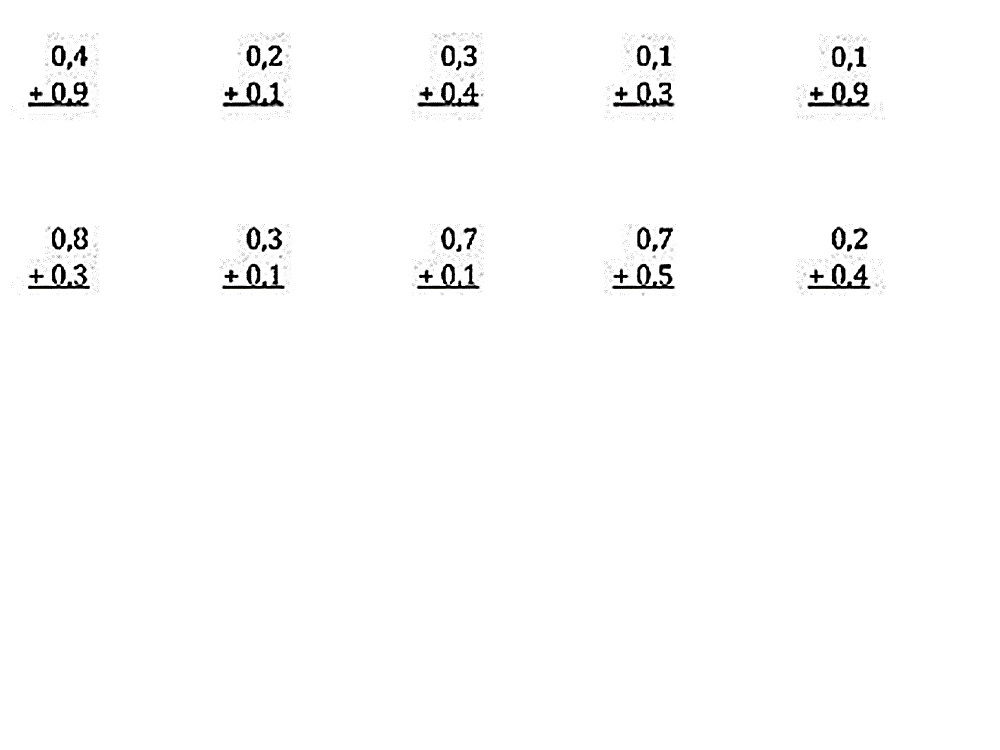 0,4 0,2 0,3 0,1 0,1
+ 0,9 + 0,1 + 0,4 + 0,3 + 0,9
0,8 0,3 0,7 0,7 0,2
+ 0,3 + 0,1 + 0,1 + 0,5 + 0,4